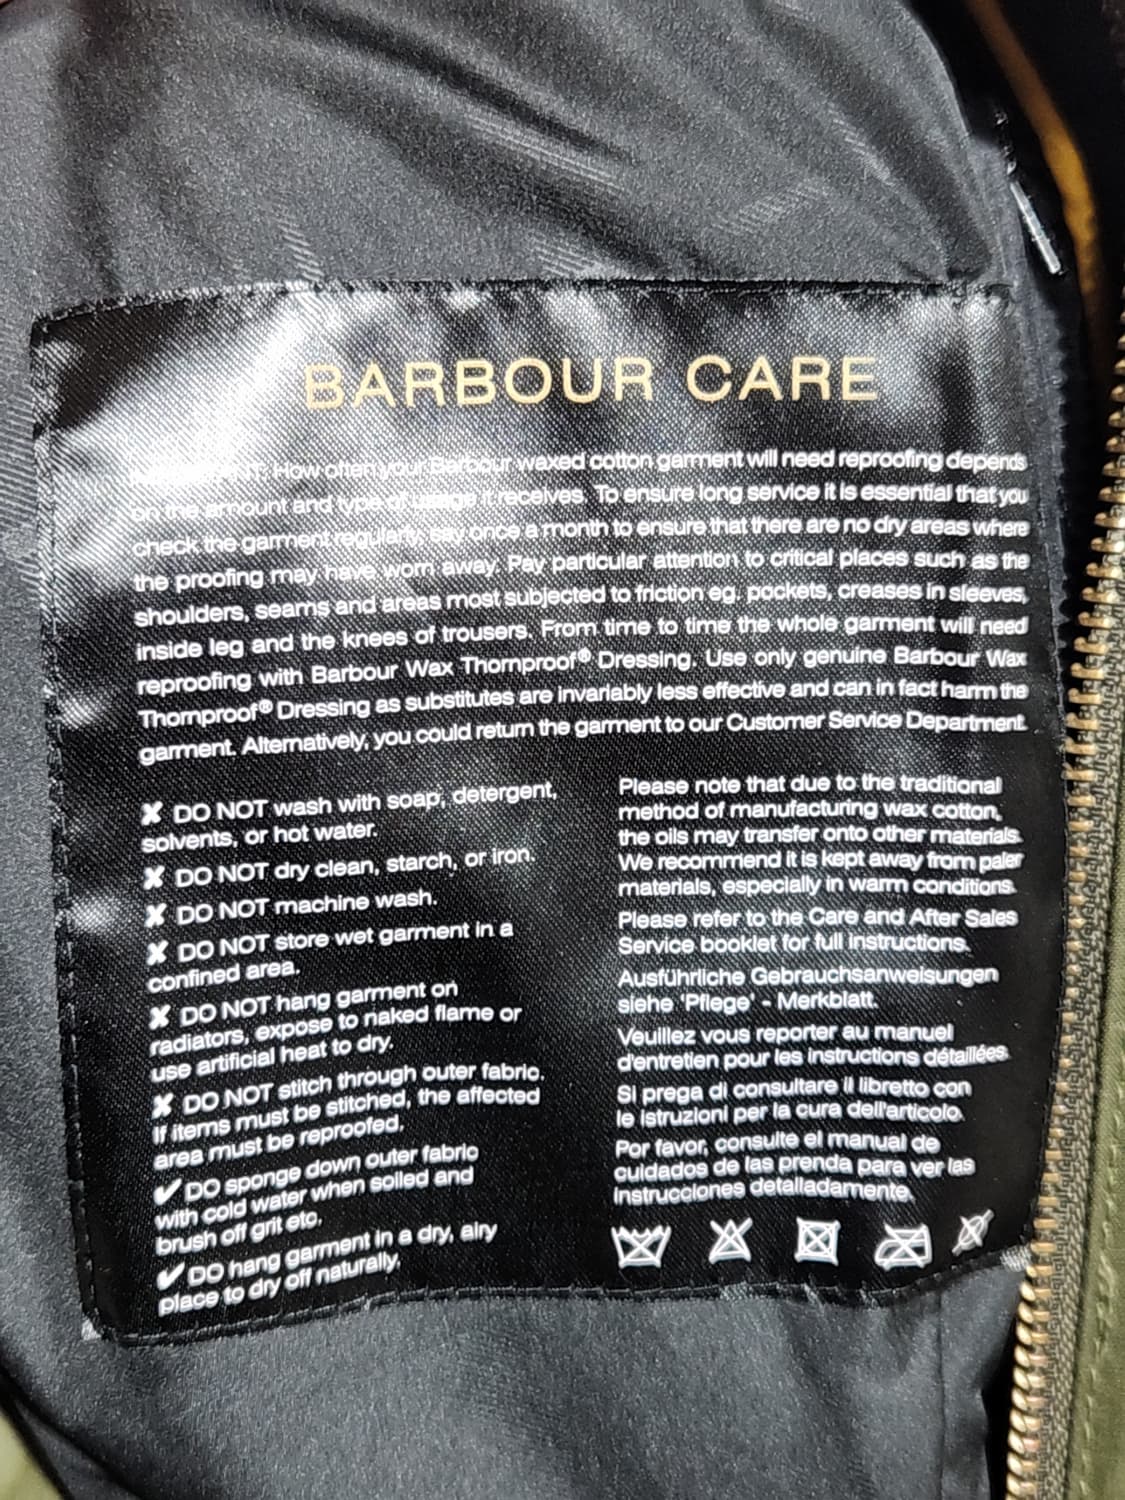 BARBOUR CARE
How often your Barbour waxed cotton garment will need reproofing depends
on the amount and type of usage it receives. To ensure long service it is essential that you
check the garment regularly, say once a month to ensure that there are no dry areas where
the proofing may have worn away. Pay particular attention to critical places such as the
shoulders, seams and areas most subjected to friction eg. pockets, creases in sleeves,
inside leg and the knees of trousers. From time to time the whole garment will need
reproofing with Barbour Wax Thornproof® Dressing. Use only genuine Barbour Wax
Thornproof® Dressing as substitutes are invariably less effective and can in fact harm the
garment. Alternatively, you could return the garment to our Customer Service Department.
✘ DO NOT wash with soap, detergent,
solvents, or hot water.
✘ DO NOT dry clean, starch, or iron.
✘ DO NOT machine wash.
✘ DO NOT store wet garment in a
confined area.
✘ DO NOT hang garment on
radiators, expose to naked flame or
use artificial heat to dry.
✘ DO NOT stitch through outer fabric.
If items must be stitched, the affected
area must be reproofed.
✔ DO sponge down outer fabric
with cold water when soiled and
brush off grit etc.
✔ DO hang garment in a dry, airy
place to dry off naturally.
Please note that due to the traditional
method of manufacturing wax cotton,
the oils may transfer onto other materials.
We recommend it is kept away from paler
materials, especially in warm conditions.
Please refer to the Care and After Sales
Service booklet for full instructions.
Ausführliche Gebrauchsanweisungen
siehe 'Pflege' - Merkblatt.
Veuillez vous reporter au manuel
d'entretien pour les instructions détaillées.
Si prega di consultare il libretto con
le istruzioni per la cura dell'articolo.
Por favor, consulte el manual de
cuidados de las prenda para ver las
instrucciones detalladamente.